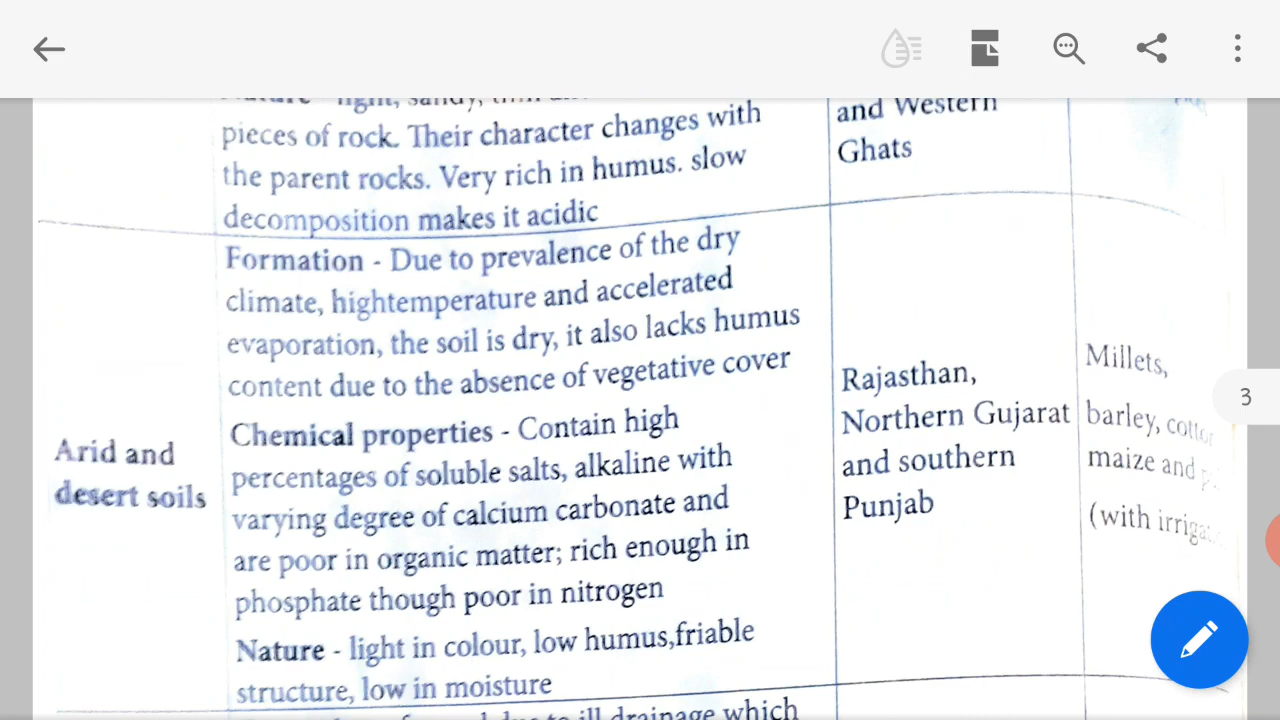 pieces of rock. Their character changes with
the parent rocks. Very rich in humus. slow
decomposition makes it acidic
and Western
Ghats
Arid and
desert soils
Formation - Due to prevalence of the dry
climate, hightemperature and accelerated
evaporation, the soil is dry, it also lacks humus
content due to the absence of vegetative cover
Chemical properties - Contain high
percentages of soluble salts, alkaline with
varying degree of calcium carbonate and
are poor in organic matter; rich enough in
phosphate though poor in nitrogen
Nature - light in colour, low humus,friable
structure, low in moisture
Rajasthan,
Northern Gujarat
and southern
Punjab
Millets,
barley,
maize and
(with
3
ill drainage which